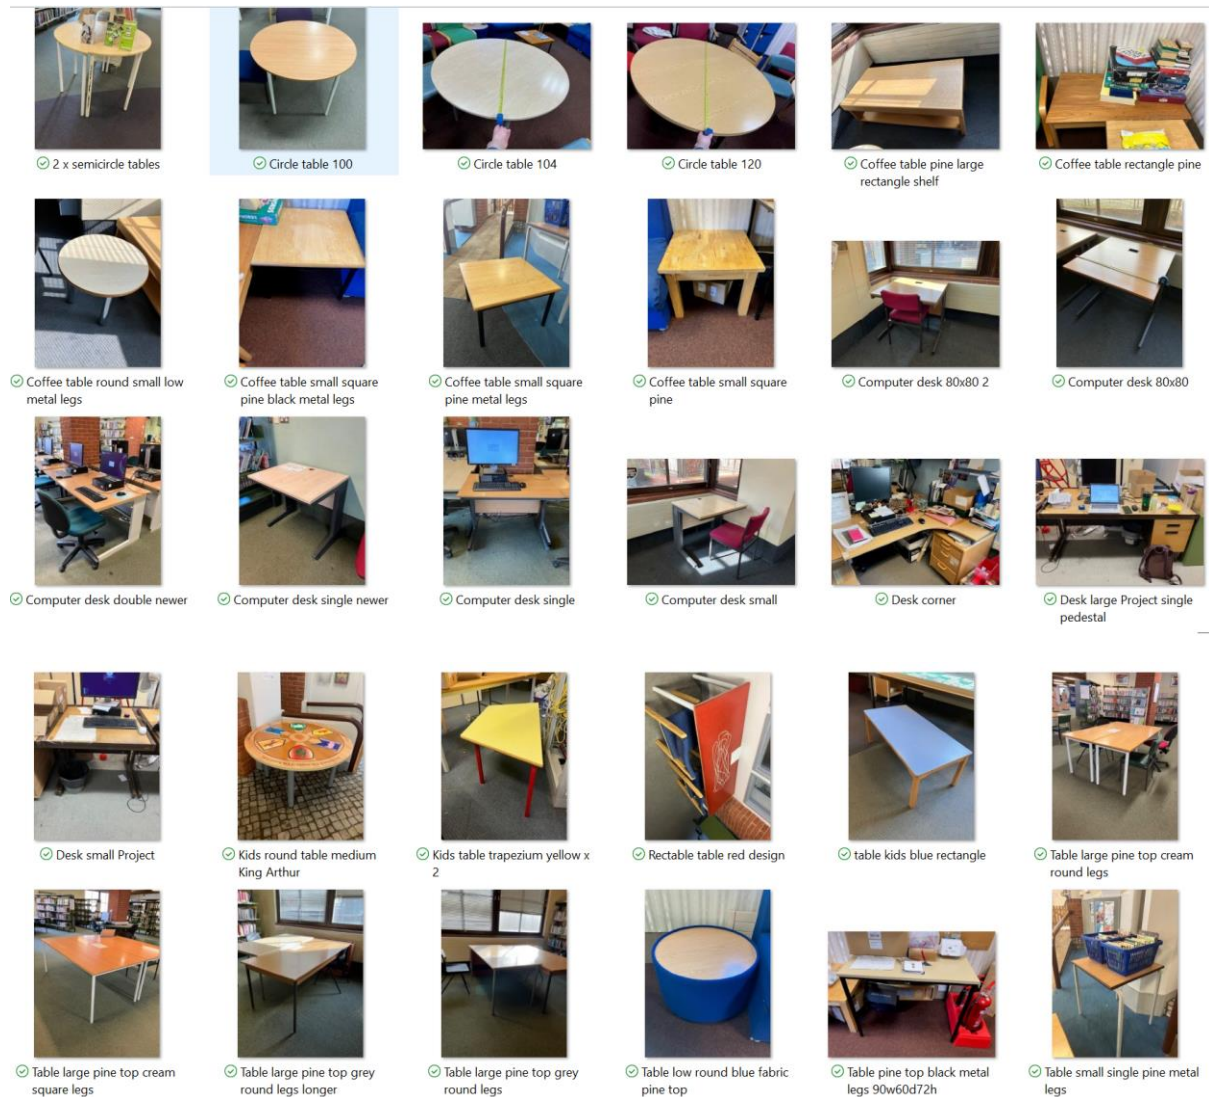 2 x semicircle tables
Circle table 100
Circle table 104
Circle table 120
Coffee table pine large
rectangle shelf
Coffee table rectangle pine
Coffee table round small low
metal legs
Coffee table small square
pine black metal legs
Coffee table small square
pine metal legs
Coffee table small square
pine
Computer desk 80x80 2
Computer desk 80x80
Computer desk double newer
Computer desk single newer
Computer desk single
Computer desk small
Desk corner
Desk large Project single
pedestal
Desk small Project
Kids round table medium
King Arthur
Kids table trapezium yellow x
2
Rectable table red design
table kids blue rectangle
Table large pine top cream
round legs
Table large pine top cream
square legs
Table large pine top grey
round legs longer
Table large pine top grey
round legs
Table low round blue fabric
pine top
Table pine top black metal
legs 90w60d72h
Table small single pine metal
legs